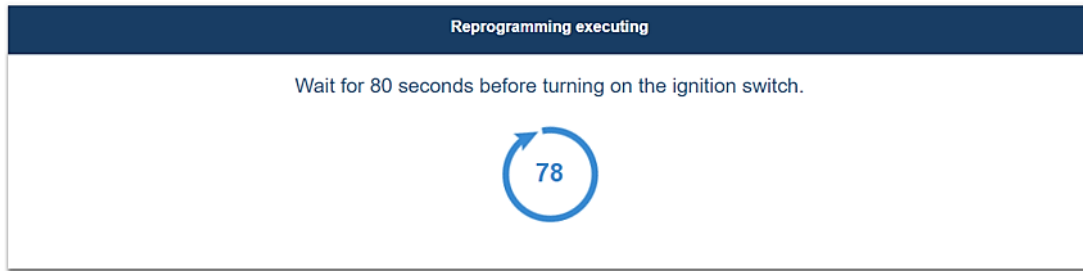 Reprogramming executing
Wait for 80 seconds before turning on the ignition switch.
78